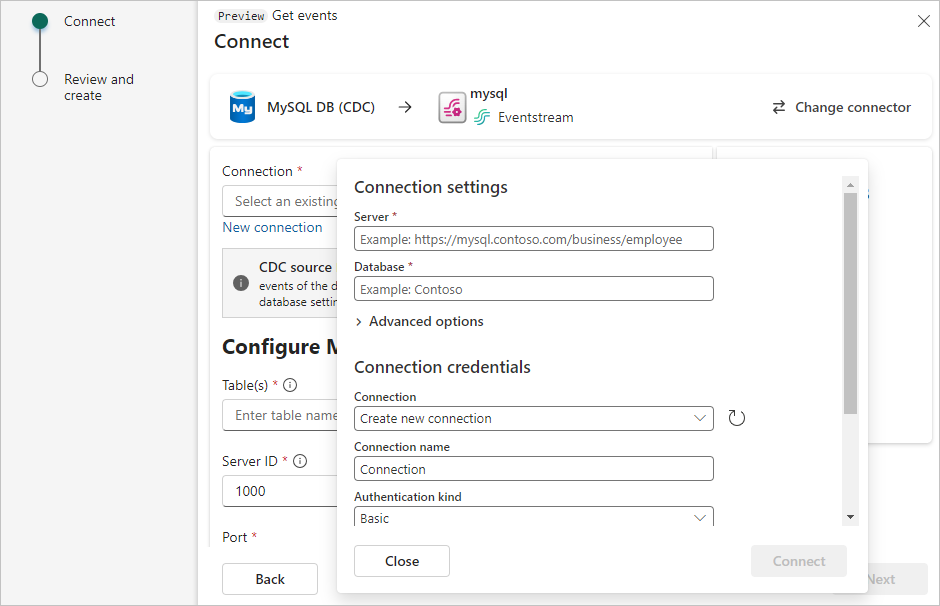 Connect
Review and
create
Preview Get events
Connect
My
MySQL DB (CDC)
mysql
Eventstream
Change connector
Connection *
Select an existing
New connection
CDC source
events of the d
database settin
Configure M
Table(s) *
Enter table name
Server ID *
1000
Port *
Back
Next
Connection settings
Server *
Example: https://mysql.contoso.com/business/employee
Database *
Example: Contoso
Advanced options
Connection credentials
Connection
Create new connection
Connection name
Connection
Authentication kind
Basic
Close
Connect